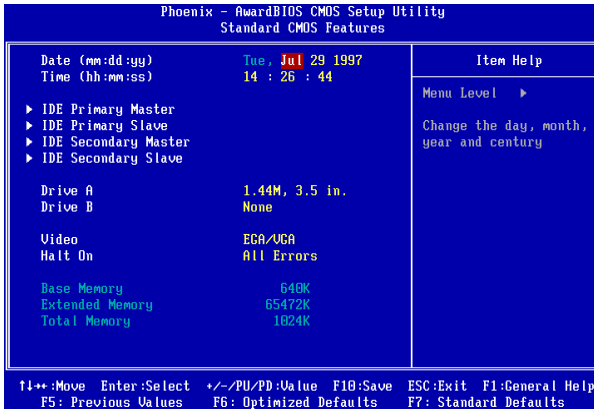 Phoenix - AwardBIOS CMOS Setup Utility
Standard CMOS Features
Date (mm:dd:yy) Tue, Jul 29 1997
Time (hh:mm:ss) 14 : 26 : 44
IDE Primary Master
IDE Primary Slave
IDE Secondary Master
IDE Secondary Slave
Drive A 1.44M, 3.5 in.
Drive B None
Video EGA/VGA
Halt On All Errors
Base Memory 640K
Extended Memory 65472K
Total Memory 1024K
Item Help
Menu Level
Change the day, month,
year and century
↑↓→←:Move Enter:Select +/-/PU/PD:Value F10:Save ESC:Exit F1:General Help
F5: Previous Values F6: Optimized Defaults F7: Standard Defaults